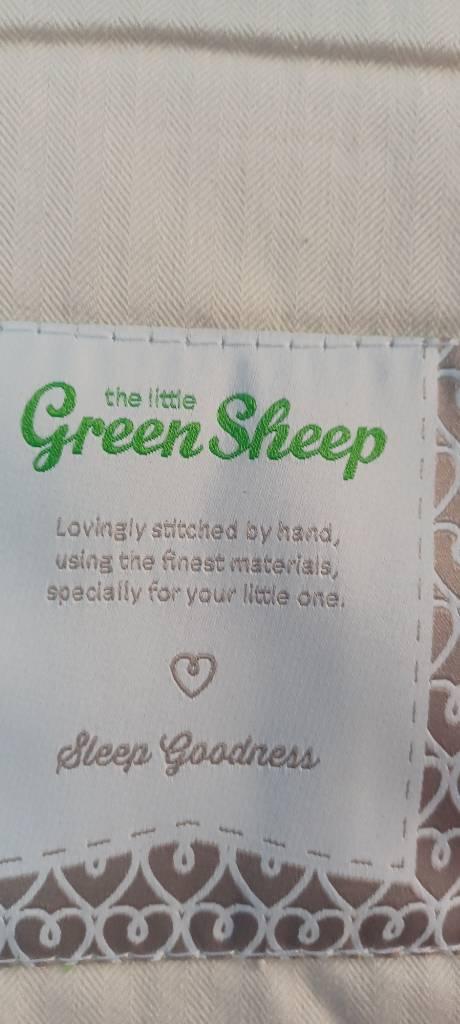 the little
Green Sheep
Lovingly stitched by hand,
using the finest materials,
specially for your little one.
Sleep Goodness